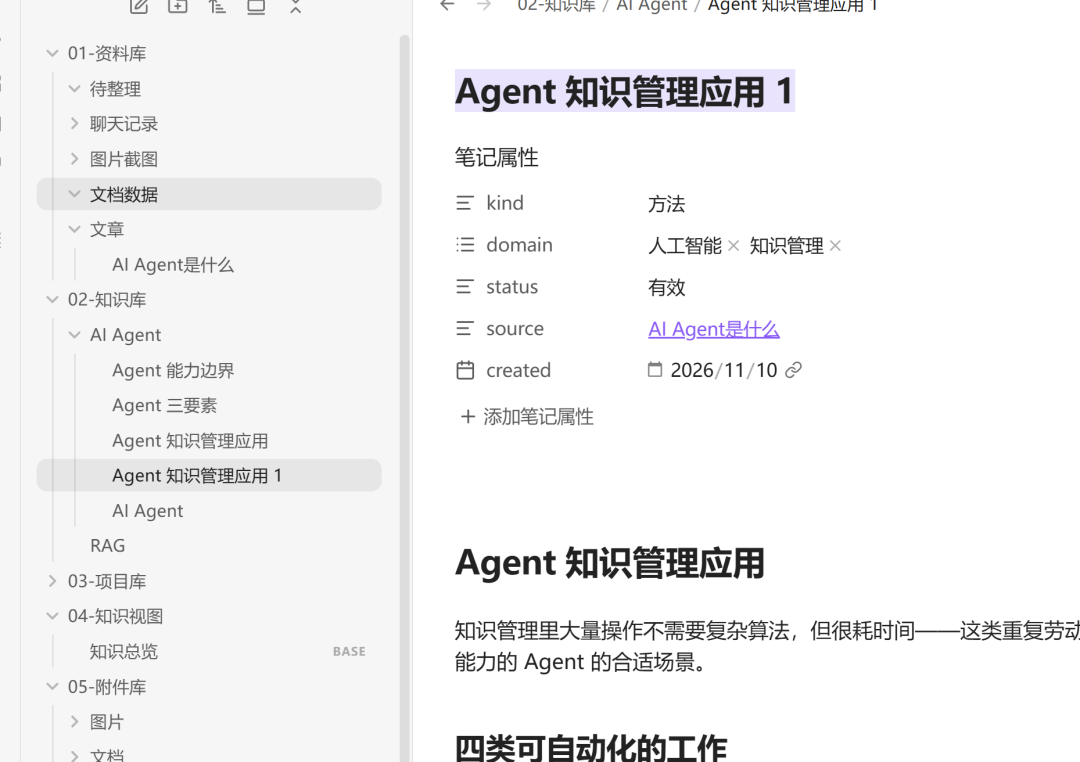 01-资料库
待整理
聊天记录
图片截图
文档数据
文章
AI Agent是什么
02-知识库
AI Agent
Agent 能力边界
Agent 三要素
Agent 知识管理应用
Agent 知识管理应用 1
AI Agent
RAG
03-项目库
04-知识视图
知识总览 BASE
05-附件库
图片
文档
02-知识库 / AI Agent / Agent 知识管理应用 1
Agent 知识管理应用 1
笔记属性
kind 方法
domain 人工智能 × 知识管理 ×
status 有效
source AI Agent是什么
created 2026/11/10
+ 添加笔记属性
Agent 知识管理应用
知识管理里大量操作不需要复杂算法，但很耗时间——这类重复劳动
能力的 Agent 的合适场景。
四类可自动化的工作